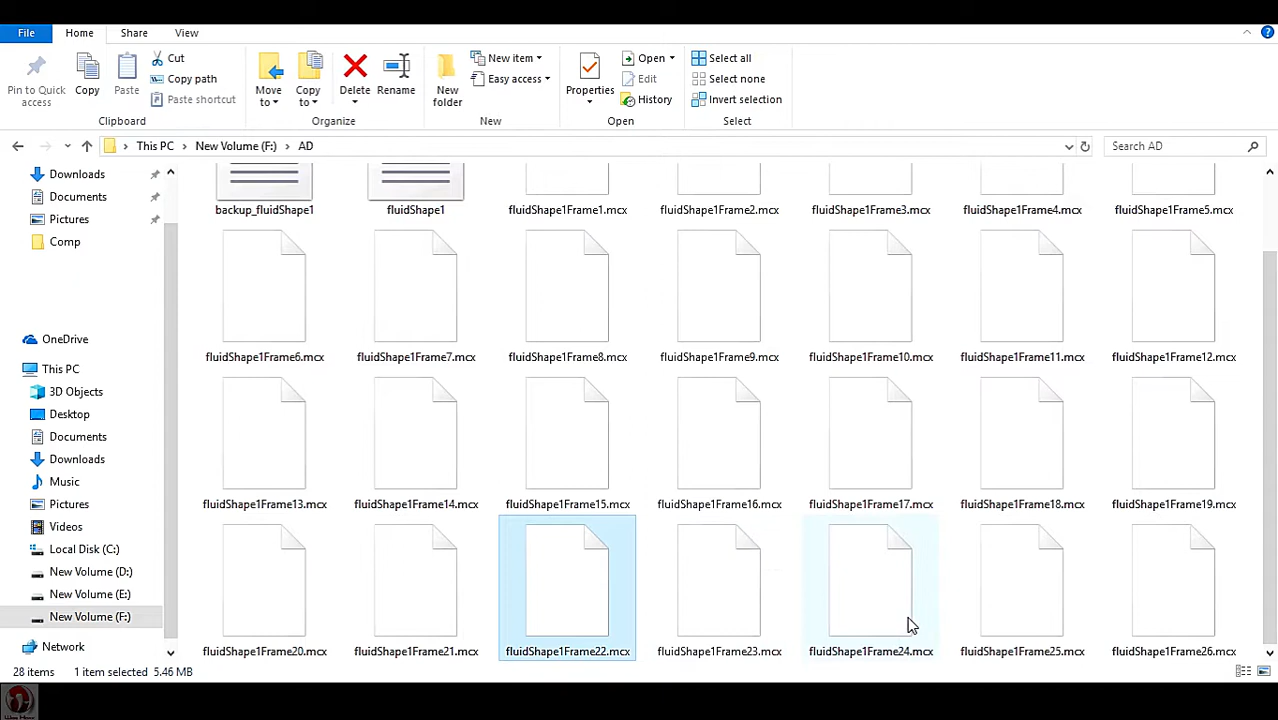 File Home Share View
Pin to Quick access
Copy
Paste
Cut
Copy path
Paste shortcut
Clipboard
Move to
Copy to
Delete
Rename
Organize
New folder
New item
Easy access
New
Properties
Open
Edit
History
Open
Select all
Select none
Invert selection
Select
This PC > New Volume (F:) > AD
Search AD
Downloads
Documents
Pictures
Comp
OneDrive
This PC
3D Objects
Desktop
Documents
Downloads
Music
Pictures
Videos
Local Disk (C:)
New Volume (D:)
New Volume (E:)
New Volume (F:)
Network
backup_fluidShape1 fluidShape1 fluidShape1Frame1.mcx fluidShape1Frame2.mcx fluidShape1Frame3.mcx fluidShape1Frame4.mcx fluidShape1Frame5.mcx
fluidShape1Frame6.mcx fluidShape1Frame7.mcx fluidShape1Frame8.mcx fluidShape1Frame9.mcx fluidShape1Frame10.mcx fluidShape1Frame11.mcx fluidShape1Frame12.mcx
fluidShape1Frame13.mcx fluidShape1Frame14.mcx fluidShape1Frame15.mcx fluidShape1Frame16.mcx fluidShape1Frame17.mcx fluidShape1Frame18.mcx fluidShape1Frame19.mcx
fluidShape1Frame20.mcx fluidShape1Frame21.mcx fluidShape1Frame22.mcx fluidShape1Frame23.mcx fluidShape1Frame24.mcx fluidShape1Frame25.mcx fluidShape1Frame26.mcx
28 items 1 item selected 5.46 MB